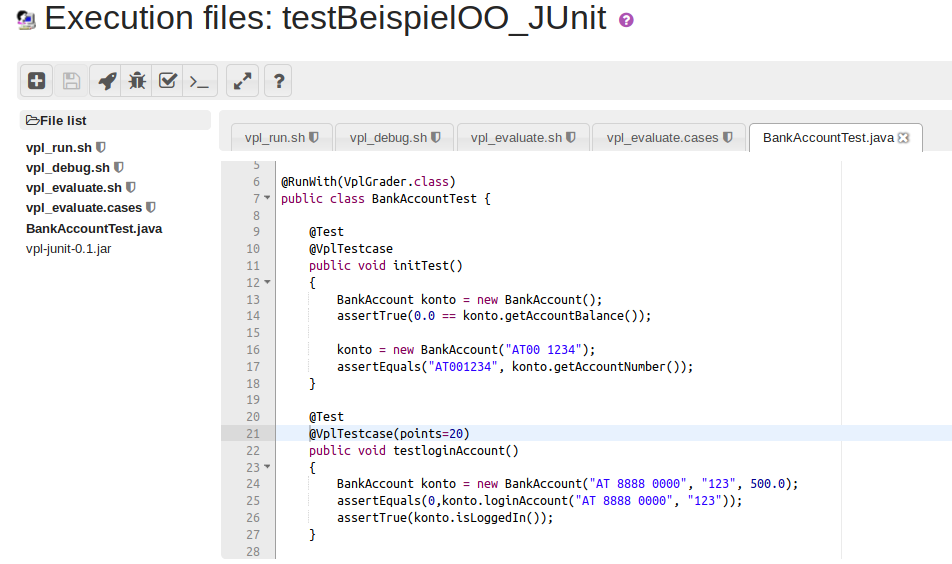 Execution files: testBeispielOO_JUnit ?
>_ ?
File list
vpl_run.sh
vpl_debug.sh
vpl_evaluate.sh
vpl_evaluate.cases
BankAccountTest.java
vpl-junit-0.1.jar
vpl_run.sh vpl_debug.sh vpl_evaluate.sh vpl_evaluate.cases BankAccountTest.java
5
6 @RunWith(VplGrader.class)
7 public class BankAccountTest {
8
9 @Test
10 @VplTestcase
11 public void initTest()
12 {
13 BankAccount konto = new BankAccount();
14 assertTrue(0.0 == konto.getAccountBalance());
15
16 konto = new BankAccount("AT00 1234");
17 assertEquals("AT001234", konto.getAccountNumber());
18 }
19
20 @Test
21 @VplTestcase(points=20)
22 public void testloginAccount()
23 {
24 BankAccount konto = new BankAccount("AT 8888 0000", "123", 500.0);
25 assertEquals(0,konto.loginAccount("AT 8888 0000", "123"));
26 assertTrue(konto.isLoggedIn());
27 }
28